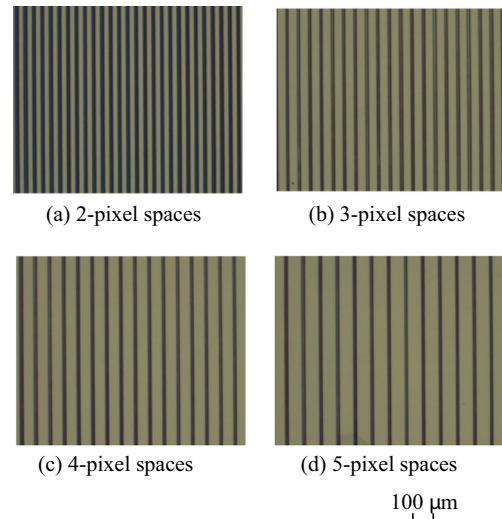 (a) 2-pixel spaces
(b) 3-pixel spaces
(c) 4-pixel spaces
(d) 5-pixel spaces
100 µm